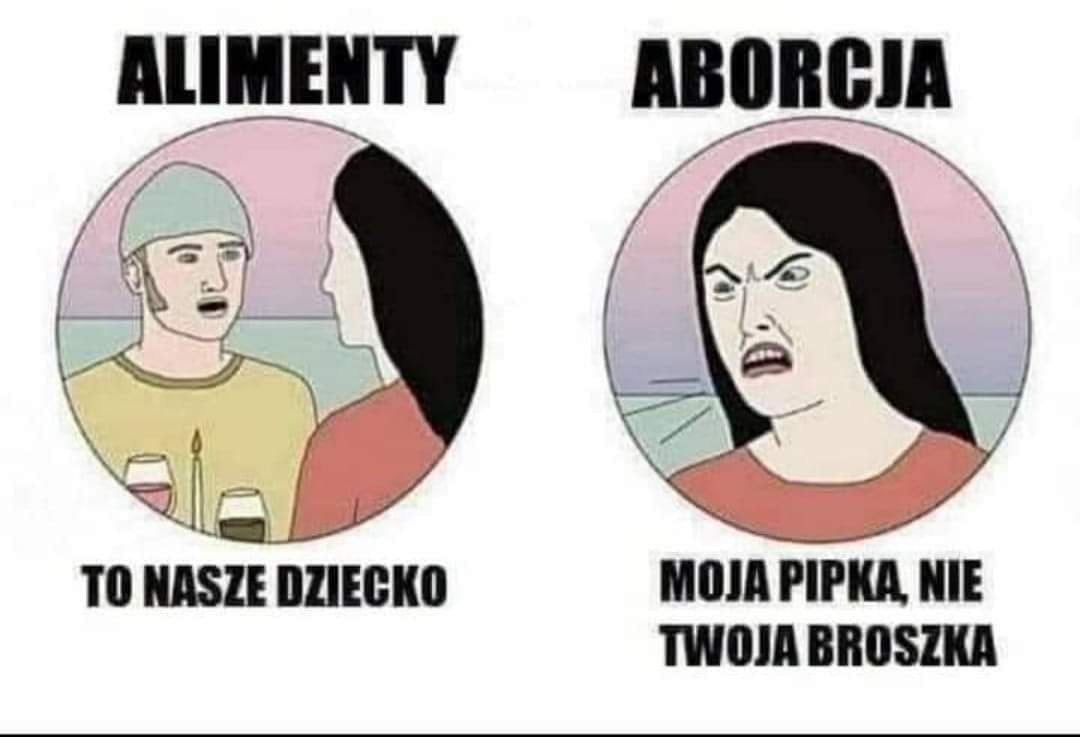 ALIMENTY
TO NASZE DZIECKO
ABORCJA
MOJA PIPKA, NIE
TWOJA BROSZKA